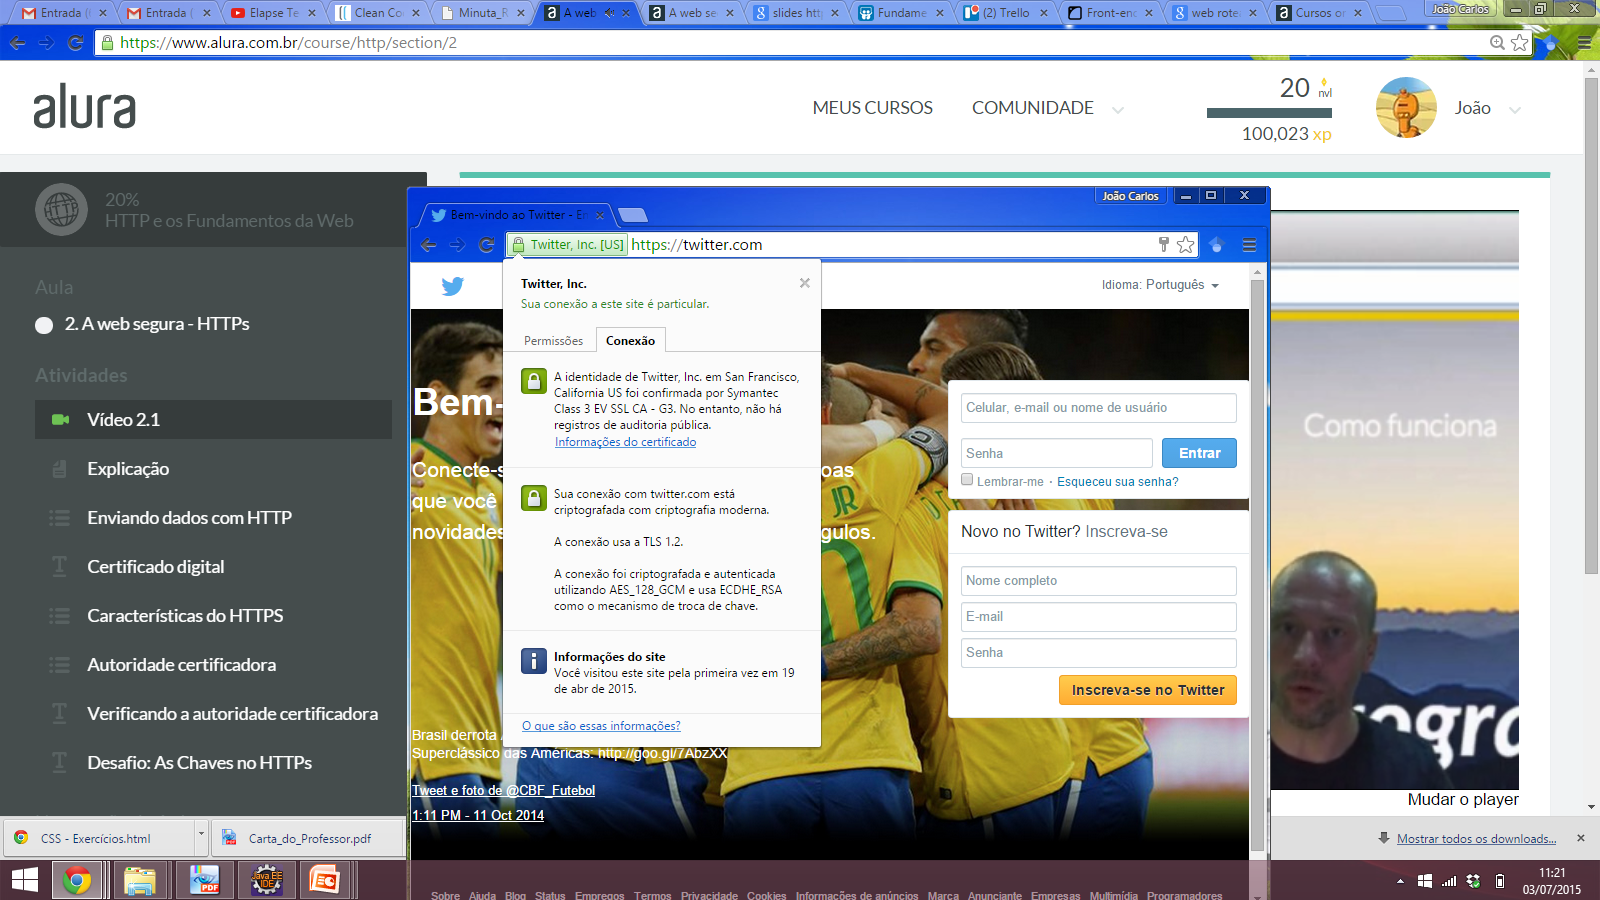 Entrada (
Entrada (
Elapse Te
Clean Co
Minuta_R
A web
A web se
slides http
Fundame
(2) Trello
Front-end
web rote
Cursos on
João Carlos
https://www.alura.com.br/course/http/section/2
alura
MEUS CURSOS
COMUNIDADE
20 nvl
100,023 xp
João
20%
HTTP e os Fundamentos da Web
Aula
2. A web segura - HTTPs
Atividades
Vídeo 2.1
Explicação
Enviando dados com HTTP
Certificado digital
Características do HTTPS
Autoridade certificadora
Verificando a autoridade certificadora
Desafio: As Chaves no HTTPs
João Carlos
Bem-vindo ao Twitter - En
Twitter, Inc. [US]
https://twitter.com
Twitter, Inc.
Sua conexão a este site é particular.
Permissões
Conexão
A identidade de Twitter, Inc. em San Francisco,
California US foi confirmada por Symantec
Class 3 EV SSL CA - G3. No entanto, não há
registros de auditoria pública.
Informações do certificado
Sua conexão com twitter.com está
criptografada com criptografia moderna.
A conexão usa a TLS 1.2.
A conexão foi criptografada e autenticada
utilizando AES_128_GCM e usa ECDHE_RSA
como o mecanismo de troca de chave.
Informações do site
Você visitou este site pela primeira vez em 19
de abr de 2015.
O que são essas informações?
Idioma: Português
Bem-
Conecte-s
oas
que você
novidades
gulos.
JR
Brasil derrota
Superclássico das Américas: http://goo.gl/7AbzXX
Tweet e foto de @CBF_Futebol
1:11 PM - 11 Oct 2014
Celular, e-mail ou nome de usuário
Senha
Entrar
Lembrar-me · Esqueceu sua senha?
Novo no Twitter? Inscreva-se
Nome completo
E-mail
Senha
Inscreva-se no Twitter
Sobre Ajuda Blog Status Empregos Termos Privacidade Cookies Informações de anúncios Marca Anunciante Empresas Multimídia Programadores
Como funciona
ogra
Mudar o player
CSS - Exercícios.html
Carta_do_Professor.pdf
Mostrar todos os downloads...
PDF
Java EE
IDE
11:21
03/07/2015